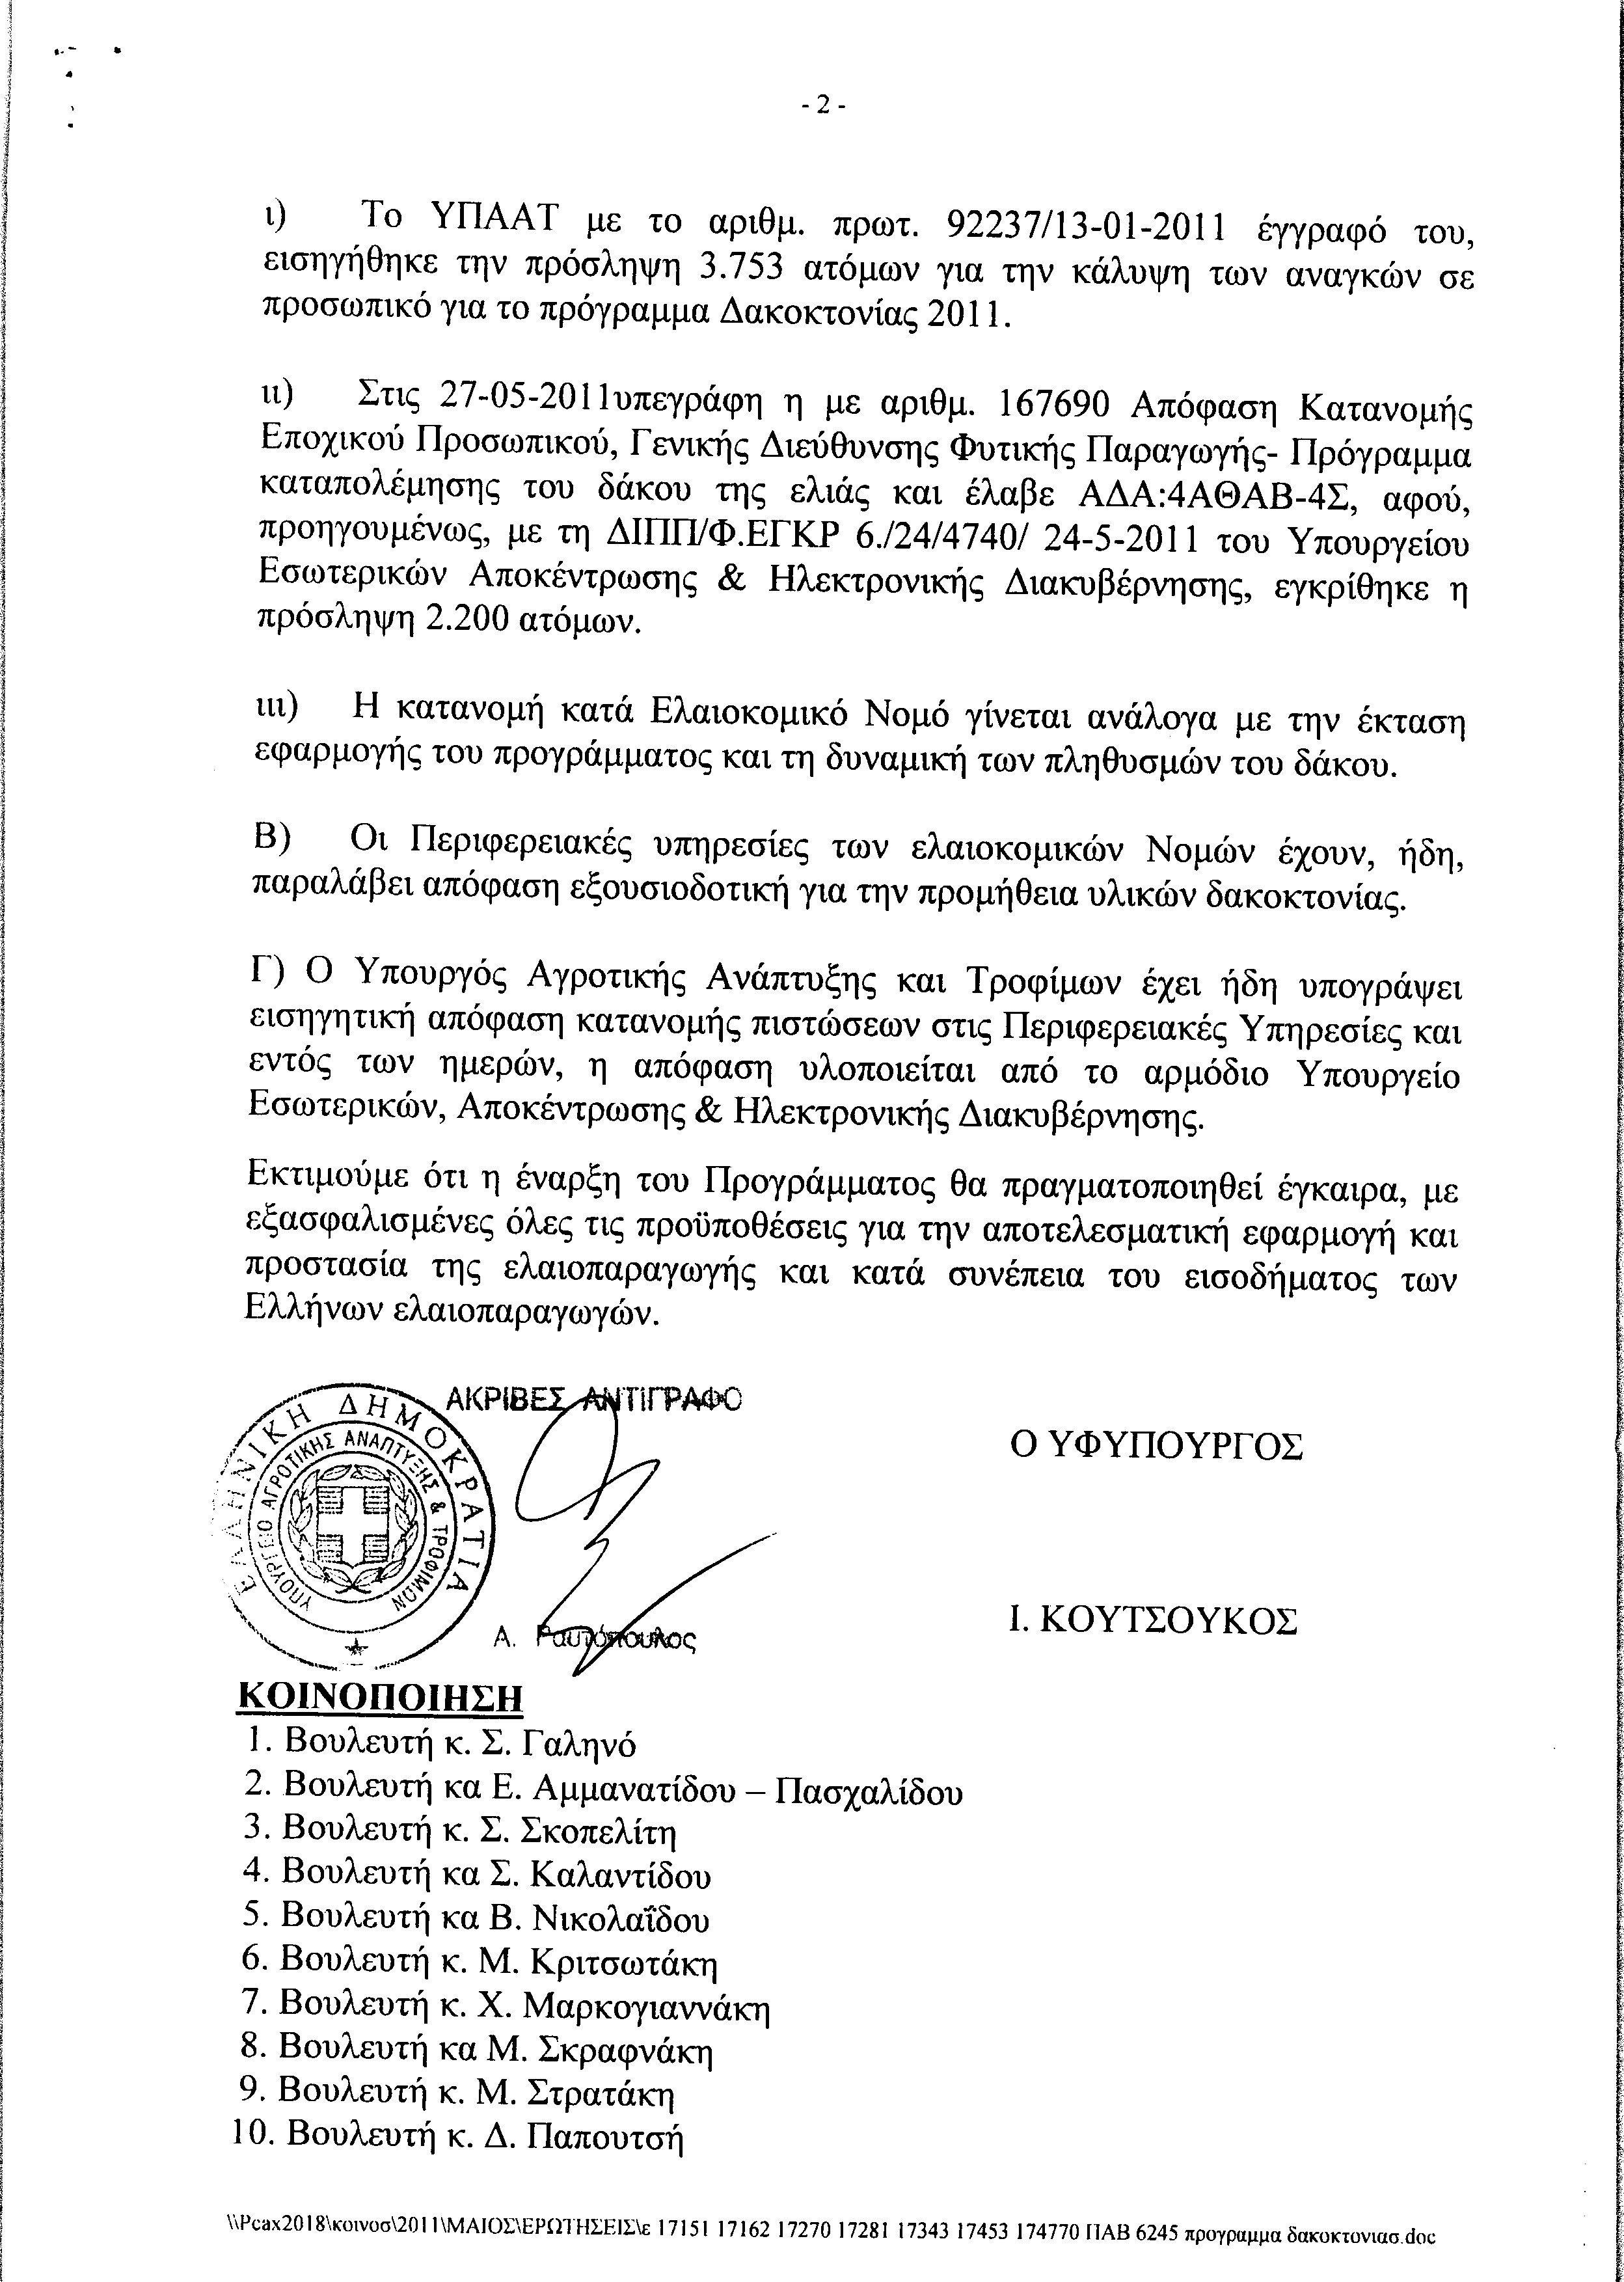 - 2 -
ι) Το ΥΠΑΑΤ με το αριθμ. πρωτ. 92237/13-01-2011 έγγραφό του,
εισηγήθηκε την πρόσληψη 3.753 ατόμων για την κάλυψη των αναγκών σε
προσωπικό για το πρόγραμμα Δακοκτονίας 2011.
ιι) Στις 27-05-2011υπεγράφη η με αριθμ. 167690 Απόφαση Κατανομής
Εποχικού Προσωπικού, Γενικής Διεύθυνσης Φυτικής Παραγωγής- Πρόγραμμα
καταπολέμησης του δάκου της ελιάς και έλαβε ΑΔΑ:4ΑΘΑΒ-4Σ, αφού,
προηγουμένως, με τη ΔΙΠΠ/Φ.ΕΓΚΡ 6./24/4740/ 24-5-2011 του Υπουργείου
Εσωτερικών Αποκέντρωσης & Ηλεκτρονικής Διακυβέρνησης, εγκρίθηκε η
πρόσληψη 2.200 ατόμων.
ιιι) Η κατανομή κατά Ελαιοκομικό Νομό γίνεται ανάλογα με την έκταση
εφαρμογής του προγράμματος και τη δυναμική των πληθυσμών του δάκου.
Β) Οι Περιφερειακές υπηρεσίες των ελαιοκομικών Νομών έχουν, ήδη,
παραλάβει απόφαση εξουσιοδοτική για την προμήθεια υλικών δακοκτονίας.
Γ) Ο Υπουργός Αγροτικής Ανάπτυξης και Τροφίμων έχει ήδη υπογράψει
εισηγητική απόφαση κατανομής πιστώσεων στις Περιφερειακές Υπηρεσίες και
εντός των ημερών, η απόφαση υλοποιείται από το αρμόδιο Υπουργείο
Εσωτερικών, Αποκέντρωσης & Ηλεκτρονικής Διακυβέρνησης.
Εκτιμούμε ότι η έναρξη του Προγράμματος θα πραγματοποιηθεί έγκαιρα, με
εξασφαλισμένες όλες τις προϋποθέσεις για την αποτελεσματική εφαρμογή και
προστασία της ελαιοπαραγωγής και κατά συνέπεια του εισοδήματος των
Ελλήνων ελαιοπαραγωγών.
ΑΚΡΙΒΕΣ ΑΝΤΙΓΡΑΦΟ
ΕΛΛΗΝΙΚΗ ΔΗΜΟΚΡΑΤΙΑ
ΥΠΟΥΡΓΕΙΟ ΑΓΡΟΤΙΚΗΣ ΑΝΑΠΤΥΞΗΣ & ΤΡΟΦΙΜΩΝ
Ο ΥΦΥΠΟΥΡΓΟΣ
Ι. ΚΟΥΤΣΟΥΚΟΣ
Α.
ΚΟΙΝΟΠΟΙΗΣΗ
1. Βουλευτή κ. Σ. Γαληνό
2. Βουλευτή κα Ε. Αμμανατίδου – Πασχαλίδου
3. Βουλευτή κ. Σ. Σκοπελίτη
4. Βουλευτή κα Σ. Καλαντίδου
5. Βουλευτή κα Β. Νικολαΐδου
6. Βουλευτή κ. Μ. Κριτσωτάκη
7. Βουλευτή κ. Χ. Μαρκογιαννάκη
8. Βουλευτή κα Μ. Σκραφνάκη
9. Βουλευτή κ. Μ. Στρατάκη
10. Βουλευτή κ. Δ. Παπουτσή
\\Pcax2018\κοινοσ\2011\ΜΑΙΟΣ\ΕΡΩΤΗΣΕΙΣ\ε 17151 17162 17270 17281 17343 17453 174770 ΠΑΒ 6245 προγραμμα δακοκτονιασ.doc